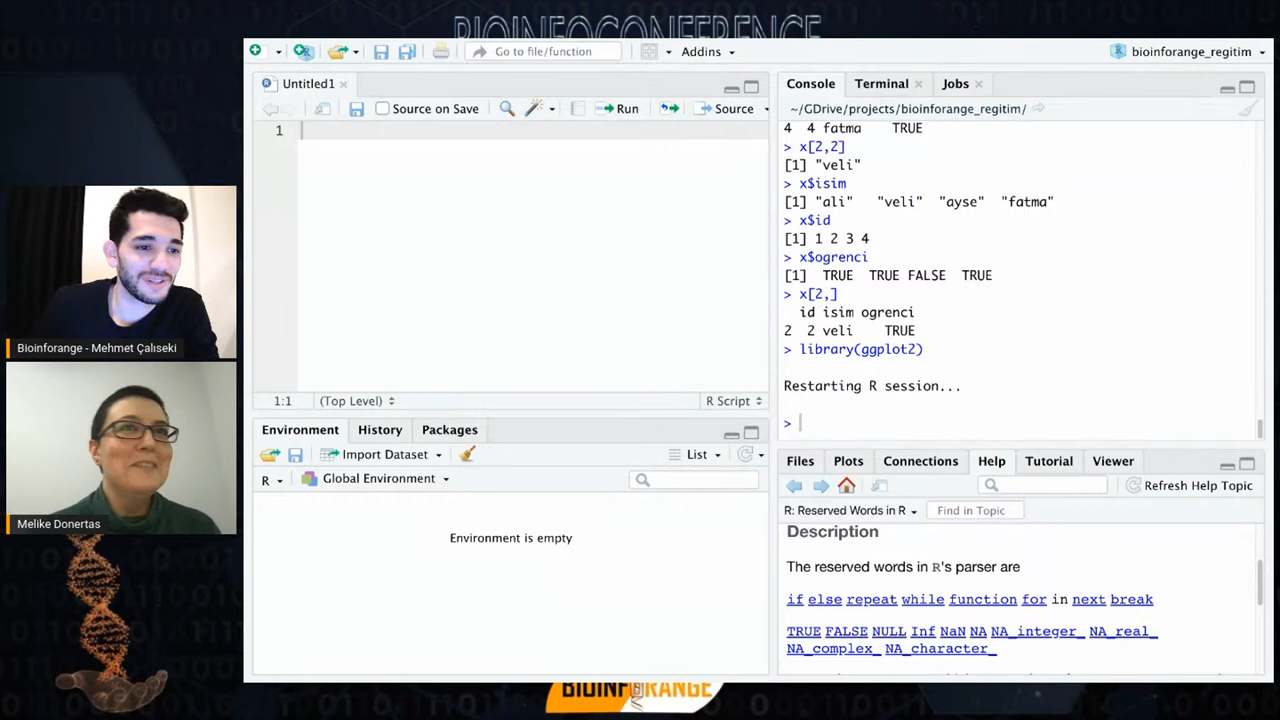 BIOINFOCONFERENCE
Go to file/function
Addins
bioinforange_regitim
Untitled1
Source on Save
Run
Source
1
1:1
(Top Level)
R Script
Console
Terminal
Jobs
~/GDrive/projects/bioinforange_regitim/
4 4 fatma TRUE
> x[2,2]
[1] "veli"
> x$isim
[1] "ali" "veli" "ayse" "fatma"
> x$id
[1] 1 2 3 4
> x$ogrenci
[1] TRUE TRUE FALSE TRUE
> x[2,]
id isim ogrenci
2 2 veli TRUE
> library(ggplot2)
Restarting R session...
>
Bioinforange - Mehmet Çalıseki
Melike Donertas
Environment
History
Packages
Import Dataset
List
R
Global Environment
Environment is empty
Files
Plots
Connections
Help
Tutorial
Viewer
Refresh Help Topic
R: Reserved Words in R
Find in Topic
Description
The reserved words in R's parser are
if else repeat while function for in next break
TRUE FALSE NULL Inf NaN NA NA_integer_ NA_real_
NA_complex_ NA_character_
BIOINFORANGE